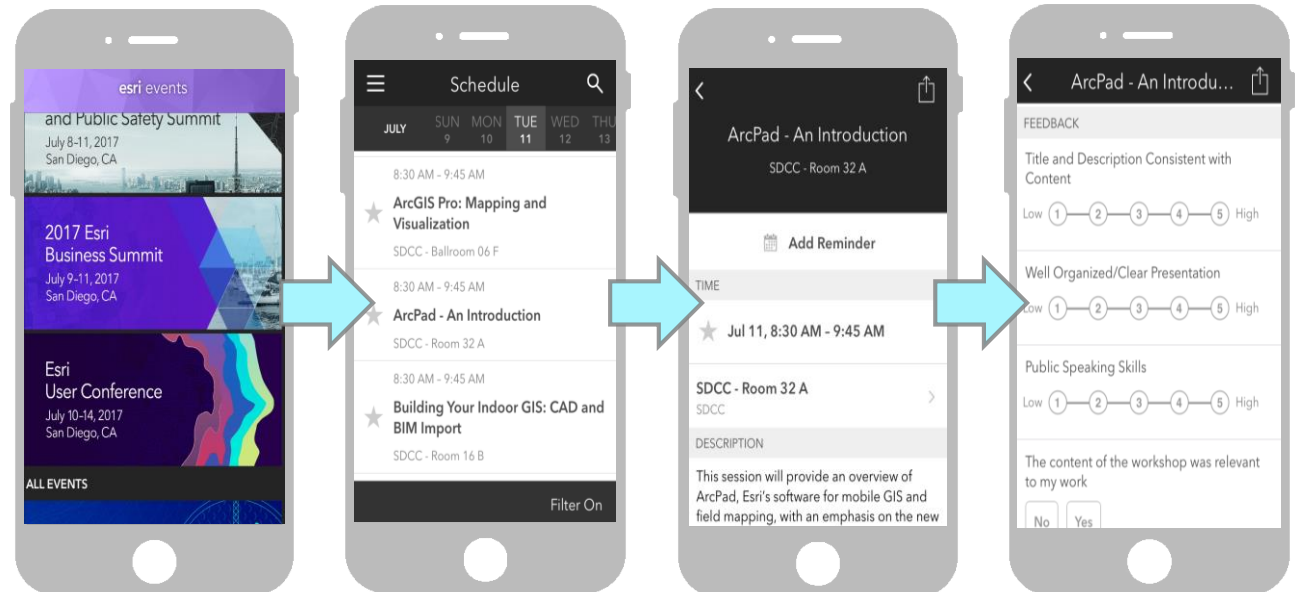 esri events
and Public Safety Summit
July 8-11, 2017
San Diego, CA
2017 Esri
Business Summit
July 9-11, 2017
San Diego, CA
Esri
User Conference
July 10-14, 2017
San Diego, CA
ALL EVENTS
Schedule
JULY SUN MON TUE WED THU
9 10 11 12 13
8:30 AM - 9:45 AM
ArcGIS Pro: Mapping and
Visualization
SDCC - Ballroom 06 F
8:30 AM - 9:45 AM
ArcPad - An Introduction
SDCC - Room 32 A
8:30 AM - 9:45 AM
Building Your Indoor GIS: CAD and
BIM Import
SDCC - Room 16 B
Filter On
ArcPad - An Introduction
SDCC - Room 32 A
Add Reminder
TIME
Jul 11, 8:30 AM - 9:45 AM
SDCC - Room 32 A
SDCC
DESCRIPTION
This session will provide an overview of
ArcPad, Esri's software for mobile GIS and
field mapping, with an emphasis on the new
ArcPad - An Introdu...
FEEDBACK
Title and Description Consistent with
Content
Low 1 2 3 4 5 High
Well Organized/Clear Presentation
Low 1 2 3 4 5 High
Public Speaking Skills
Low 1 2 3 4 5 High
The content of the workshop was relevant
to my work
No Yes